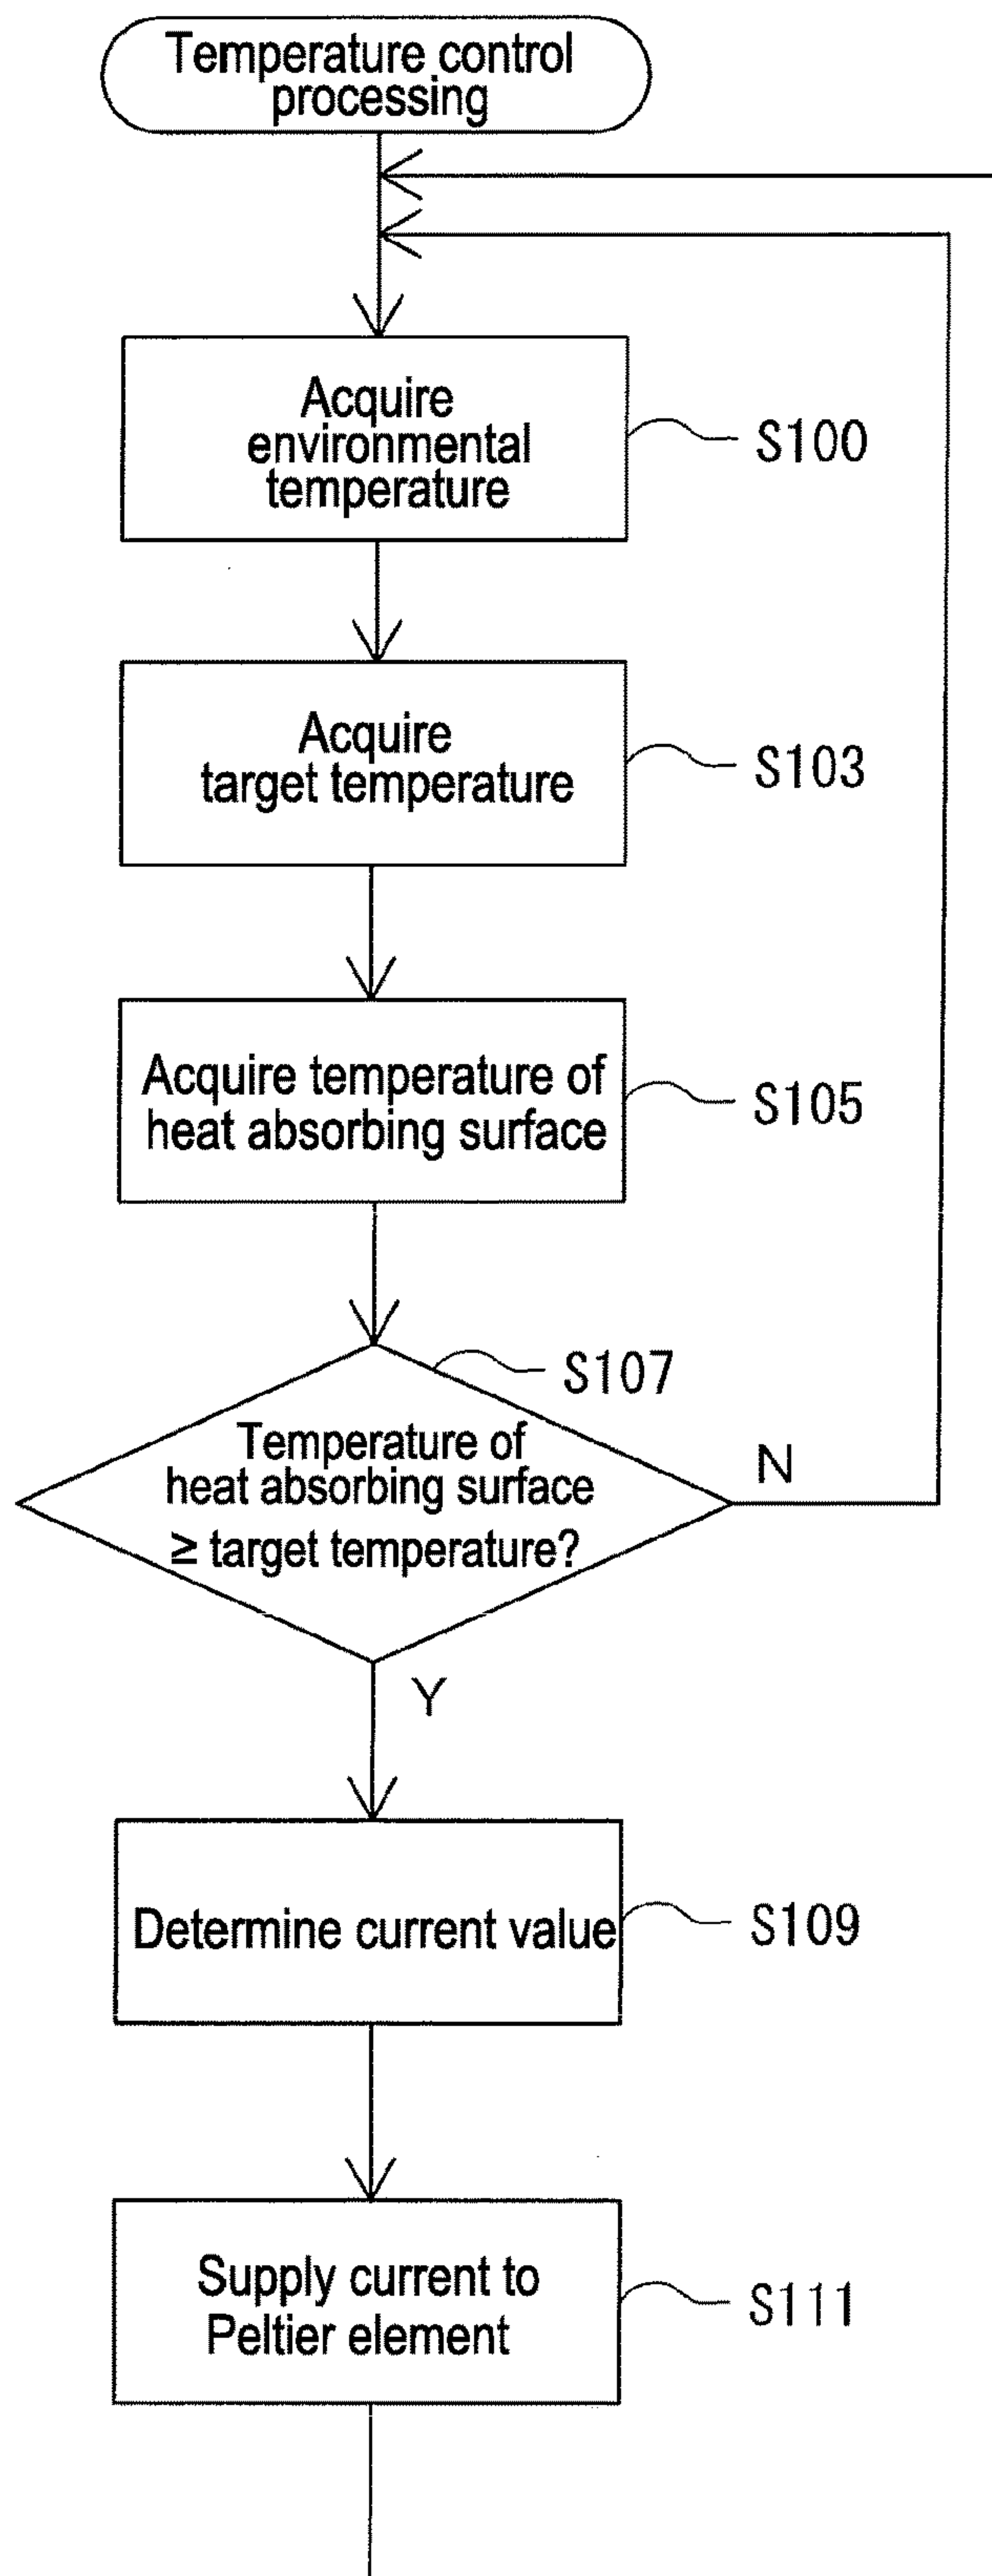 Temperature control
processing
Acquire
environmental
temperature
S100
Acquire
target temperature
S103
Acquire temperature of
heat absorbing surface
S105
S107
Temperature of
heat absorbing surface
≥ target temperature?
N
Y
Determine current value
S109
Supply current to
Peltier element
S111